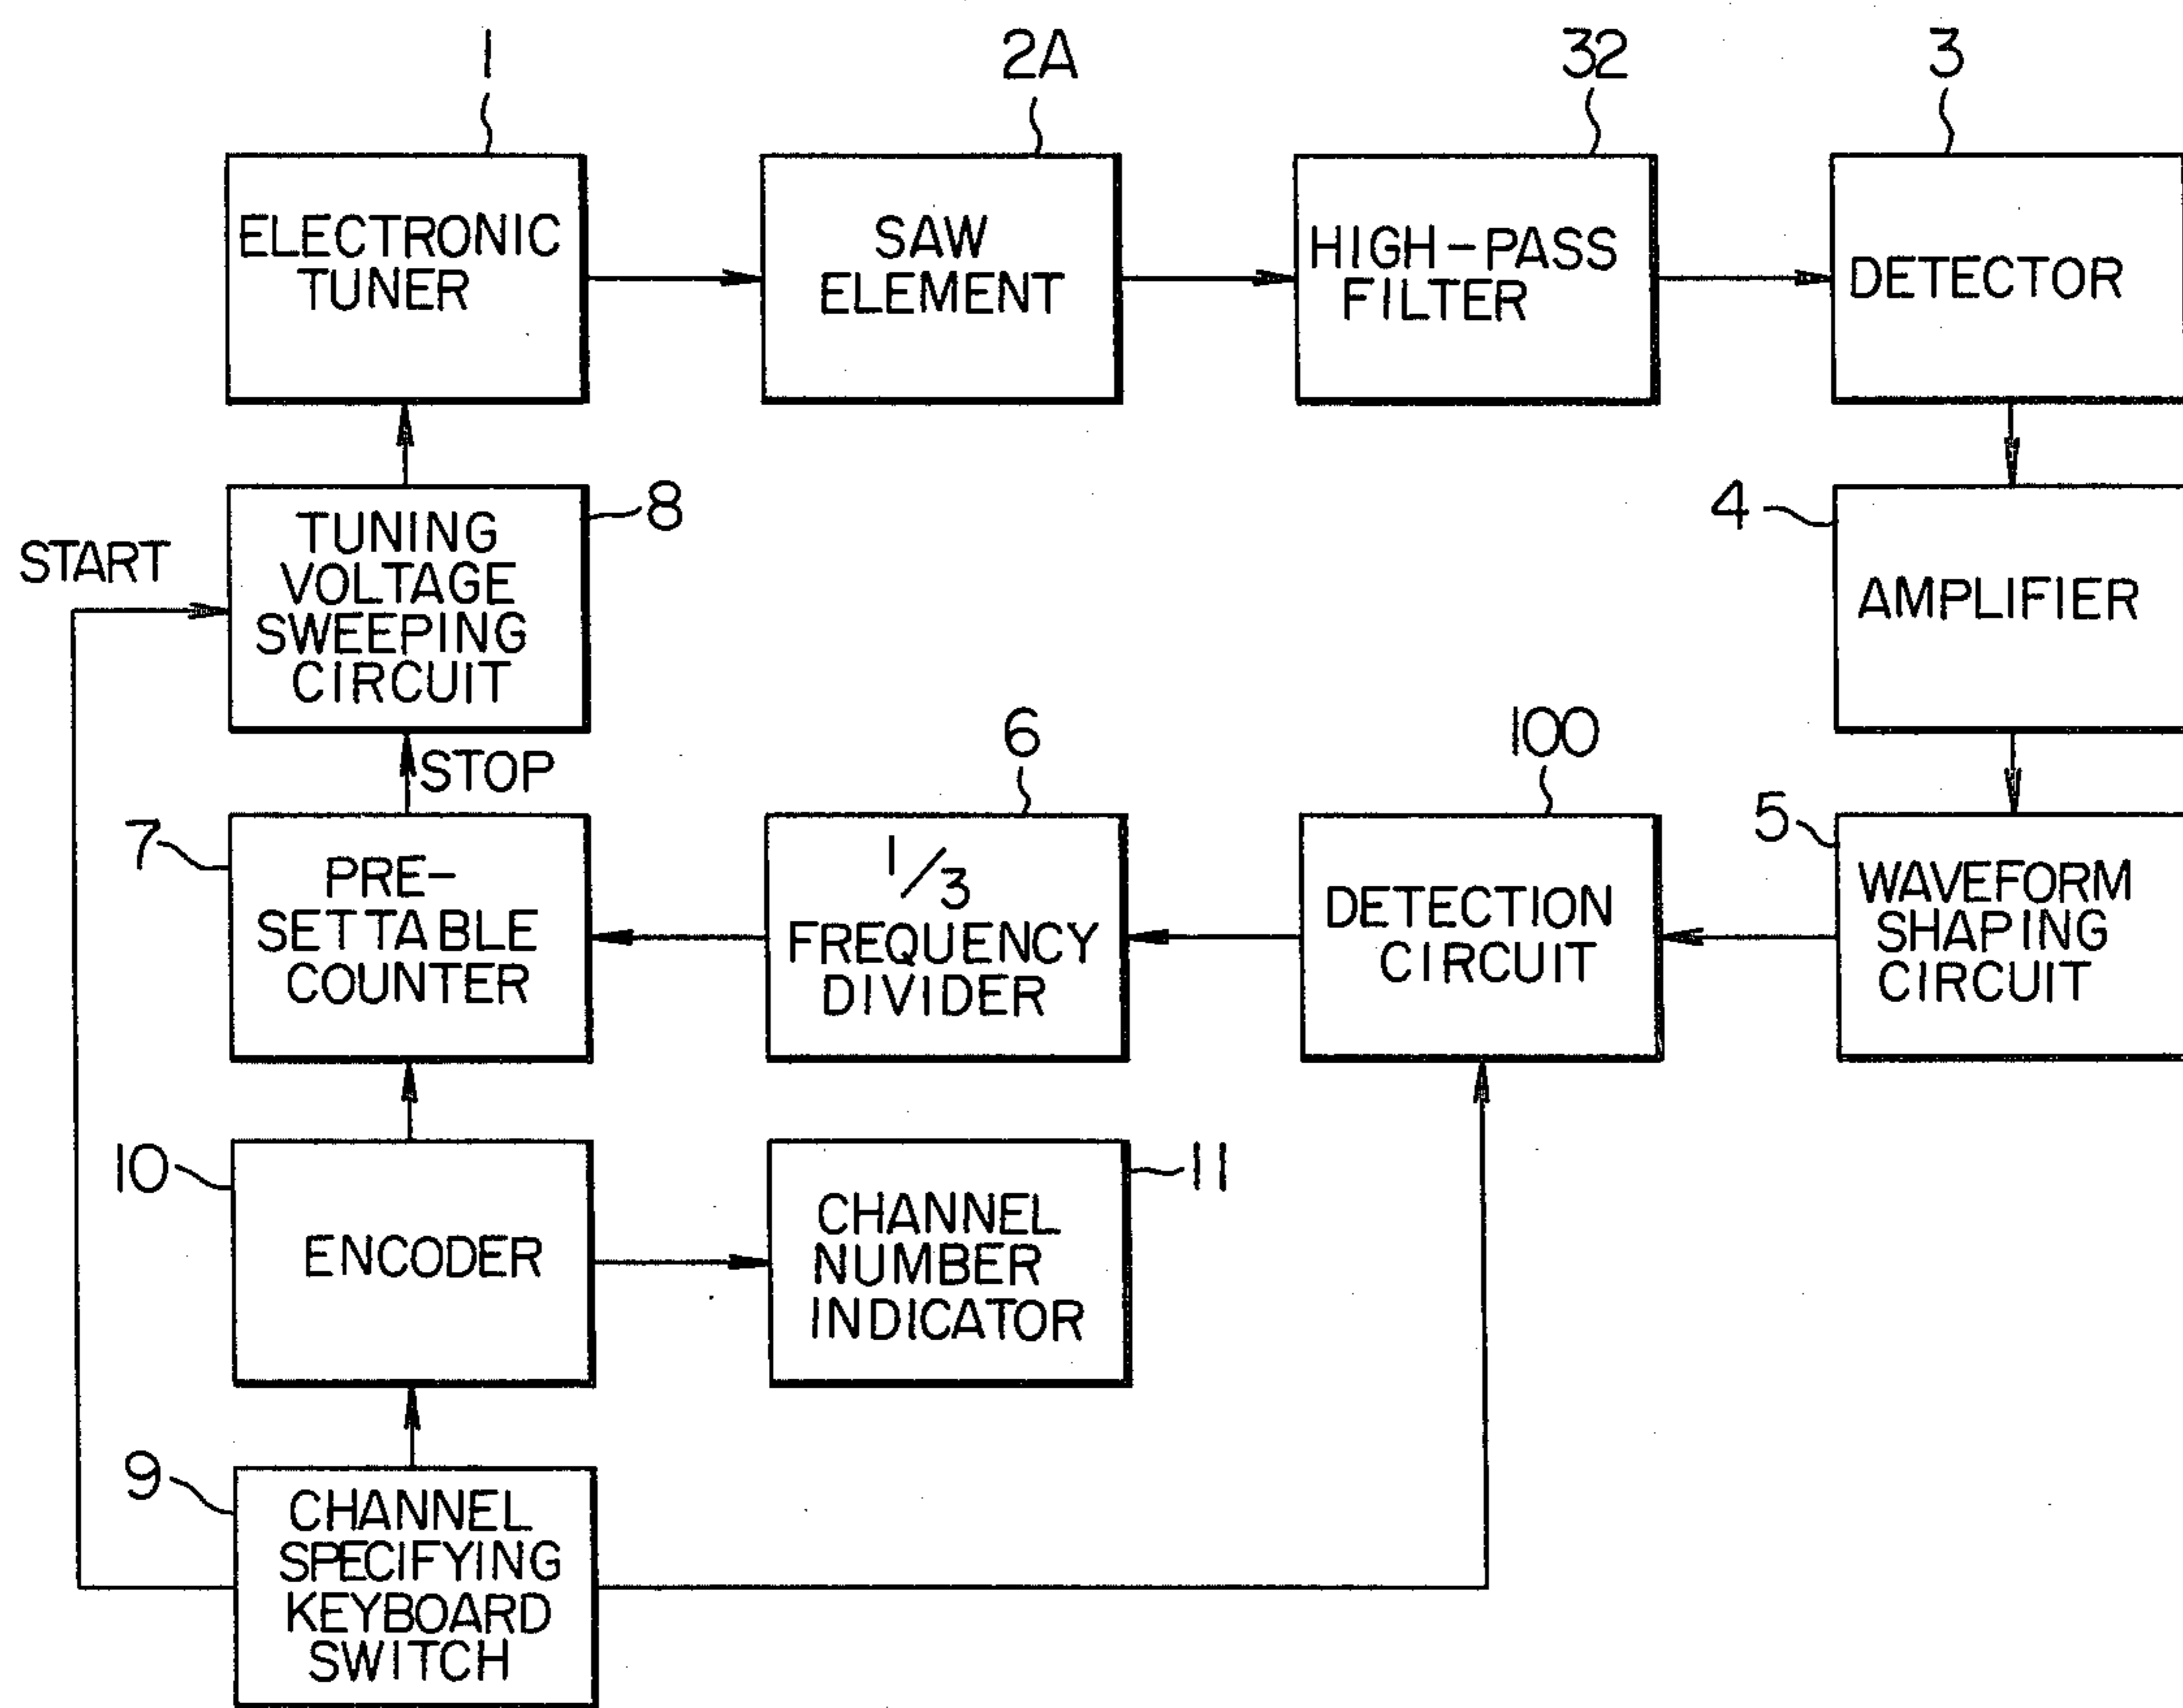 1
2A
32
3
ELECTRONIC
TUNER
SAW
ELEMENT
HIGH-PASS
FILTER
DETECTOR
START
TUNING
VOLTAGE
SWEEPING
CIRCUIT
8
4
AMPLIFIER
STOP
6
100
7
PRE-
SETTABLE
COUNTER
1/3
FREQUENCY
DIVIDER
DETECTION
CIRCUIT
5
WAVEFORM
SHAPING
CIRCUIT
10
ENCODER
CHANNEL
NUMBER
INDICATOR
11
9
CHANNEL
SPECIFYING
KEYBOARD
SWITCH